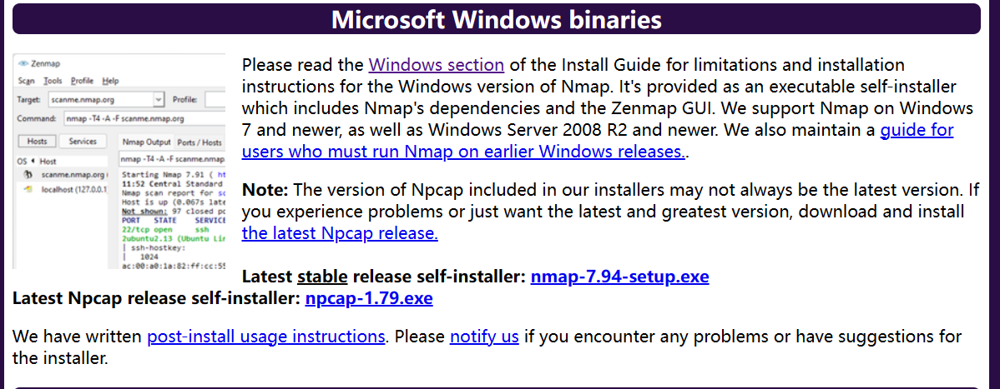 Microsoft Windows binaries
Zenmap
Scan Tools Profile Help
Target: scanme.nmap.org Profile:
Command: nmap -T4 -A -F scanme.nmap.org
Hosts Services Nmap Output Ports / Hosts
OS Host nmap -T4 -A -F scanme.nmap.
scanme.nmap.org
localhost (127.0.0.1
Starting Nmap 7.91 ( ht
11:52 Central Standard
Nmap scan report for sc
Host is up (0.067s late
Not shown: 97 closed po
PORT STATE SERVICE
22/tcp open ssh
2ubuntu2.13 (Ubuntu Lin
| ssh-hostkey:
| 1024
ac:00:a0:1a:82:ff:cc:55
Please read the Windows section of the Install Guide for limitations and installation
instructions for the Windows version of Nmap. It's provided as an executable self-installer
which includes Nmap's dependencies and the Zenmap GUI. We support Nmap on Windows
7 and newer, as well as Windows Server 2008 R2 and newer. We also maintain a guide for
users who must run Nmap on earlier Windows releases..
Note: The version of Npcap included in our installers may not always be the latest version. If
you experience problems or just want the latest and greatest version, download and install
the latest Npcap release.
Latest stable release self-installer: nmap-7.94-setup.exe
Latest Npcap release self-installer: npcap-1.79.exe
We have written post-install usage instructions. Please notify us if you encounter any problems or have suggestions for
the installer.